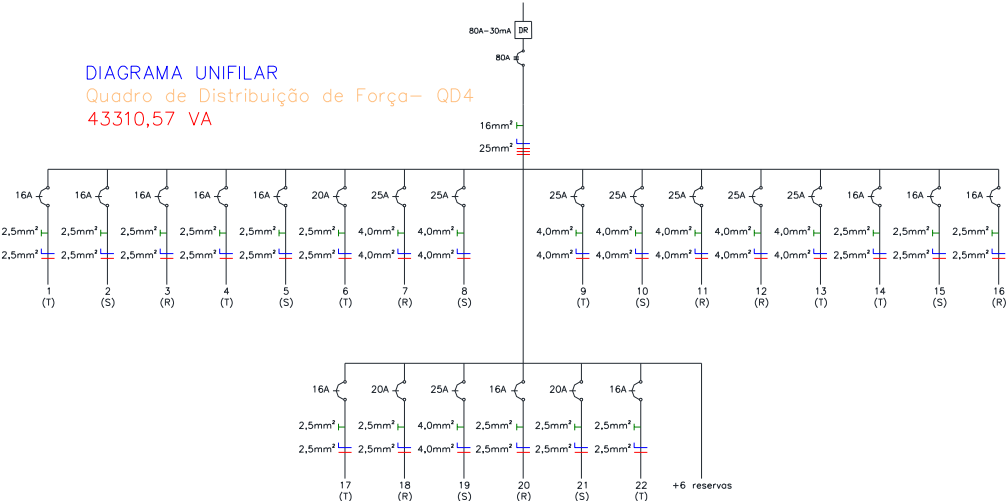 80A-30mA DR
80A
DIAGRAMA UNIFILAR
Quadro de Distribuição de Força- QD4
43310,57 VA
16mm²
25mm²
16A 16A 16A 16A 16A 20A 25A 25A 25A 25A 25A 25A 25A 16A 16A 16A
2,5mm² 2,5mm² 2,5mm² 2,5mm² 2,5mm² 2,5mm² 4,0mm² 4,0mm² 4,0mm² 4,0mm² 4,0mm² 4,0mm² 4,0mm² 2,5mm² 2,5mm² 2,5mm²
2,5mm² 2,5mm² 2,5mm² 2,5mm² 2,5mm² 2,5mm² 4,0mm² 4,0mm² 4,0mm² 4,0mm² 4,0mm² 4,0mm² 4,0mm² 2,5mm² 2,5mm² 2,5mm²
1 2 3 4 5 6 7 8 9 10 11 12 13 14 15 16
(T) (S) (R) (T) (S) (T) (R) (S) (T) (S) (R) (R) (T) (T) (S) (R)
16A 20A 25A 16A 20A 16A
2,5mm² 2,5mm² 4,0mm² 2,5mm² 2,5mm² 2,5mm²
2,5mm² 2,5mm² 4,0mm² 2,5mm² 2,5mm² 2,5mm²
17 18 19 20 21 22 +6 reservas
(T) (R) (S) (R) (S) (T)